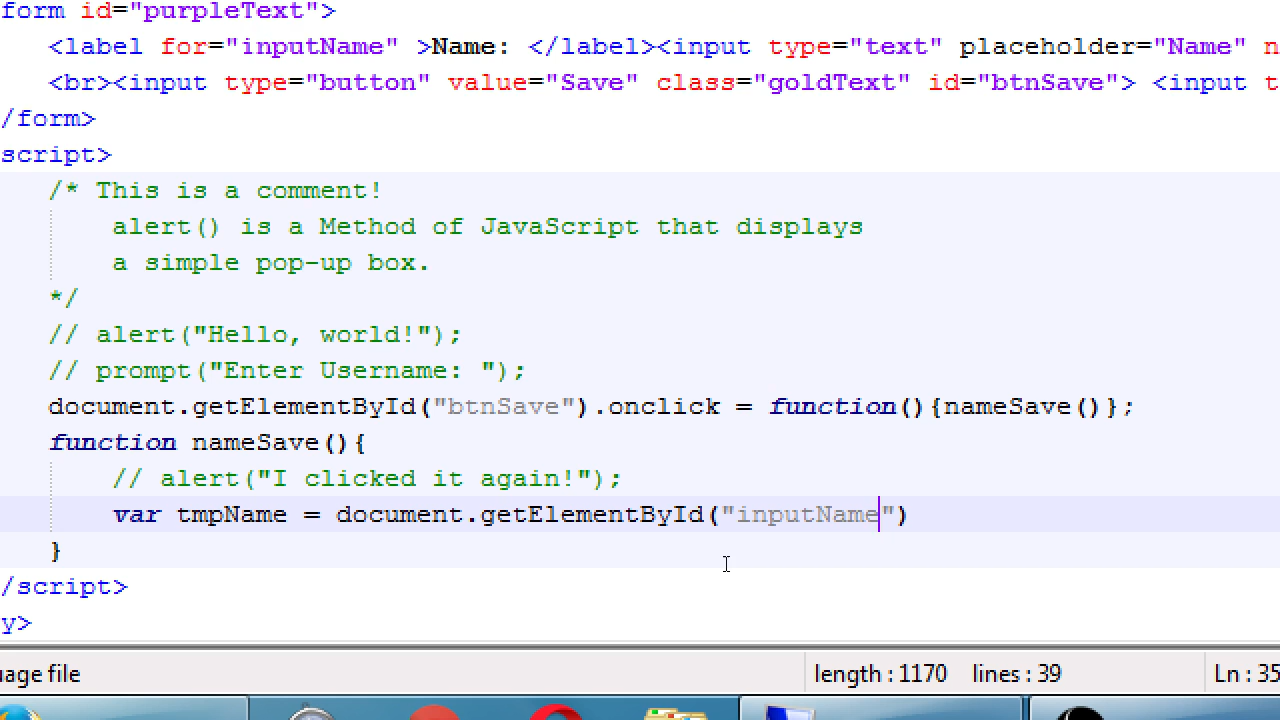 form id="purpleText">
<label for="inputName" >Name: </label><input type="text" placeholder="Name" n
<br><input type="button" value="Save" class="goldText" id="btnSave"> <input t
/form>
script>
/* This is a comment!
alert() is a Method of JavaScript that displays
a simple pop-up box.
*/
// alert("Hello, world!");
// prompt("Enter Username: ");
document.getElementById("btnSave").onclick = function(){nameSave()};
function nameSave(){
// alert("I clicked it again!");
var tmpName = document.getElementById("inputName")
}
/script>
y>
uage file length : 1170 lines : 39 Ln : 35